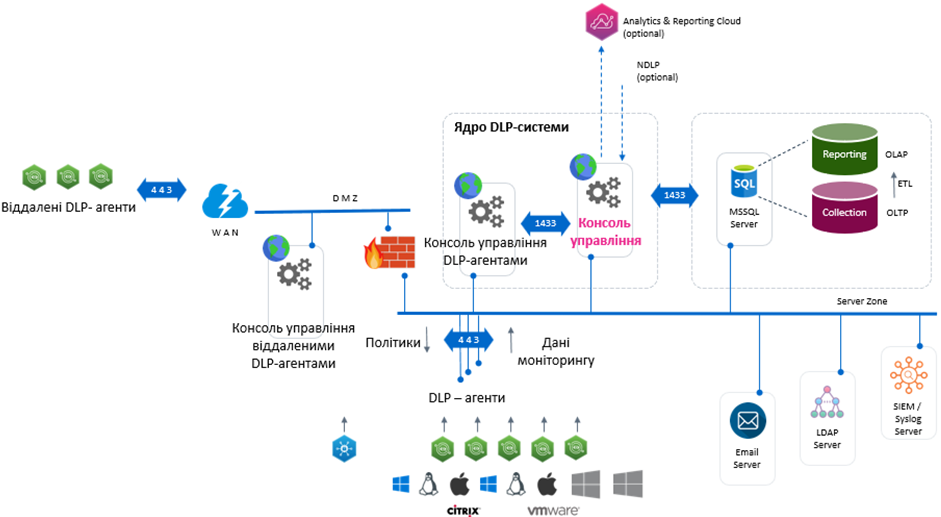 Analytics & Reporting Cloud
(optional)
NDLP
(optional)
Ядро DLP-системи
Reporting
OLAP
SQL
ETL
MSSQL
Server
Collection
OLTP
4 4 3
Віддалені DLP- агенти
W A N
D M Z
1433
1433
Консоль
управління
Консоль управління
DLP-агентами
Server Zone
Консоль управління
віддаленими
DLP-агентами
Політики
4 4 3
Дані
моніторингу
DLP – агенти
Email
Server
LDAP
Server
SIEM /
Syslog
Server
CITRIX
vmware